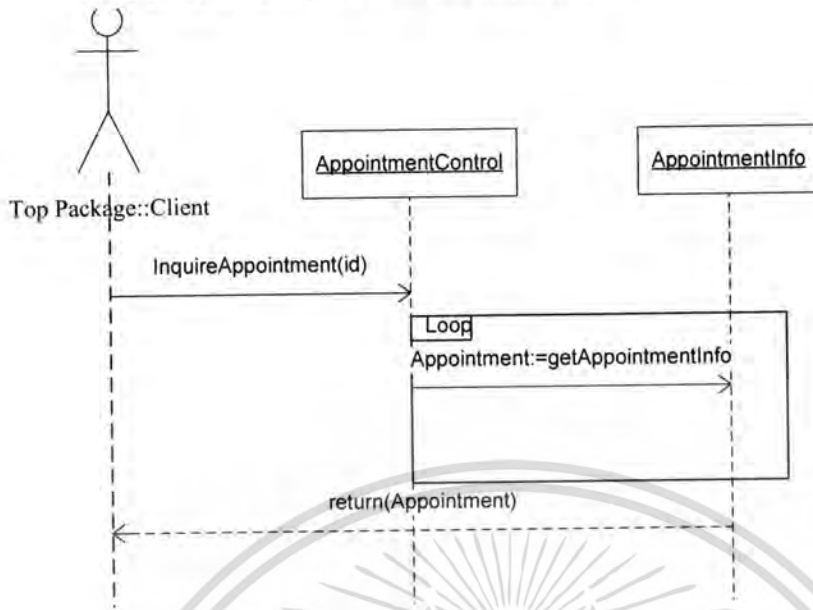 AppointmentControl
AppointmentInfo
Top Package::Client
InquireAppointment(id)
Loop
Appointment:=getAppointmentInfo
return(Appointment)